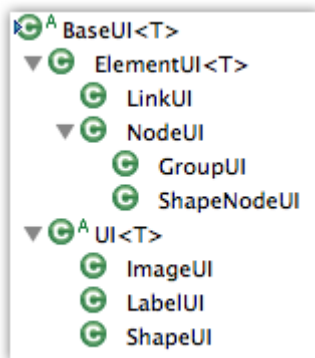 C A BaseUI<T>
C ElementUI<T>
C LinkUI
C NodeUI
C GroupUI
C ShapeNodeUI
C A UI<T>
C ImageUI
C LabelUI
C ShapeUI